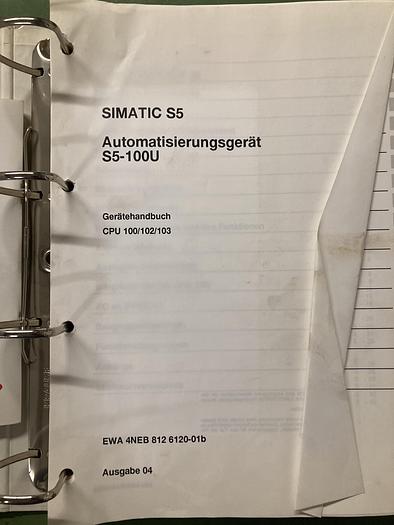 SIMATIC S5
Automatisierungsgerät
S5-100U
Gerätehandbuch
CPU 100/102/103
EWA 4NEB 812 6120-01b
Ausgabe 04